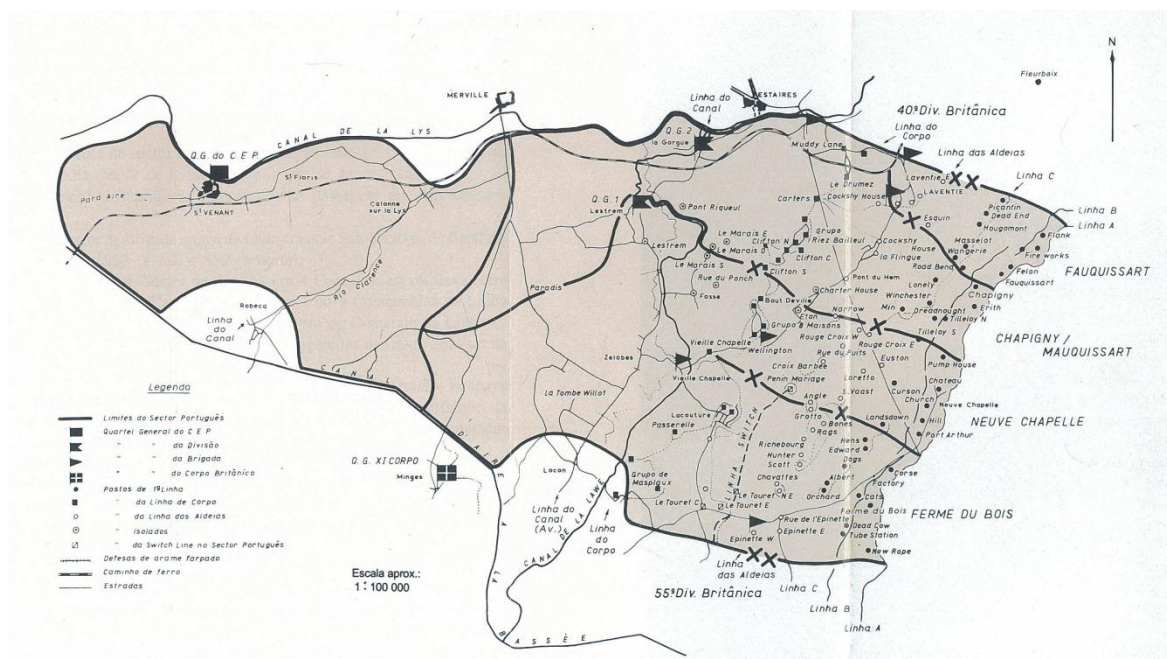 N
Fleurbaix
MERVILLE
ESTAIRES
Linha do
Canal
40ª Div. Britânica
Linha do
Corpo
Linha das Aldeias
Linha C
Linha B
Linha A
CANAL DE LA LYS
Q.G. do C.E.P
Q.G. 2
la Gorgue
Muddy Lane
Para Aire
St VENANT
St Floris
Calonne
sur la Lys
Q.G. 1
Lestrem
Pont Riqueul
Carters
Le Drumez
Cockshy House
Laventie E
LAVENTIE
Esquin
Picantin
Dead End
Hougomont
Flank
Fire works
Masselot
Wangerie
Road Bend
Felon
Fauquissart
FAUQUISSART
Lestrem
Le Marais E
Le Marais D
Clifton N
Grupo
Riez Bailleul
Clifton C
Clifton S
Cockshy
House
la Flingue
Le Marais S
Rue du Ponch
Fosse
Pont du Hem
Charter House
Lonely
Winchester
Min
Chapigny
Erith
Dreadnought
Tilleloy N
Tilleloy S
CHAPIGNY/
MAUQUISSART
Paradis
Rio Clarence
Robecq
Linha
do
Canal
Bout Deville
Eton
Narrow
Grupo Maisons
Rouge Croix W
Rouge Croix E
Zelobes
Vieille Chapelle
Wellington
Rue du Puits
Euston
Pump House
Vieille Chapelle
Croix Barbée
Penin Mariage
Loretto
St Vaast
Chateau
Curson
Church
Neuve Chapelle
NEUVE CHAPELLE
La Tombe Willot
Lacouture
Passerelle
Angle
Grotto
Bones
Rags
Landsdown
Hill
Port Arthur
LINHA SWITCH
Richebourg
Hunter
Scott
Hens
Edward
Dogs
Corse
Factory
Q.G. XI CORPO
Minges
Locon
Grupo de
Masplaux
Chavattes
Albert
Orchard
Cats
Ferme du Bois
FERME DU BOIS
Le Touret C
Le Touret N E
Le Touret E
Rue de l'Epinette
Epinette W
Epinette E
Dead Cow
Tube Station
New Rope
Linha do
Canal
(Av.)
CANAL DE LA LAWE
Linha
do
Corpo
Linha
das Aldeias
55ª Div. Britânica
Linha C
Linha B
Linha A
CANAL D'AIRE A LA BASSÉE
Legenda
Limites do Sector Português
Quartel General do C E P
" " da Divisão
" " da Brigada
" do Corpo Britânico
Postos de 1ª Linha
" da Linha de Corpo
" da Linha das Aldeias
" Isolados
" da Switch Line no Sector Português
Defesas de arame farpado
Caminho de ferro
Estradas
Escala aprox.:
1 : 100 000